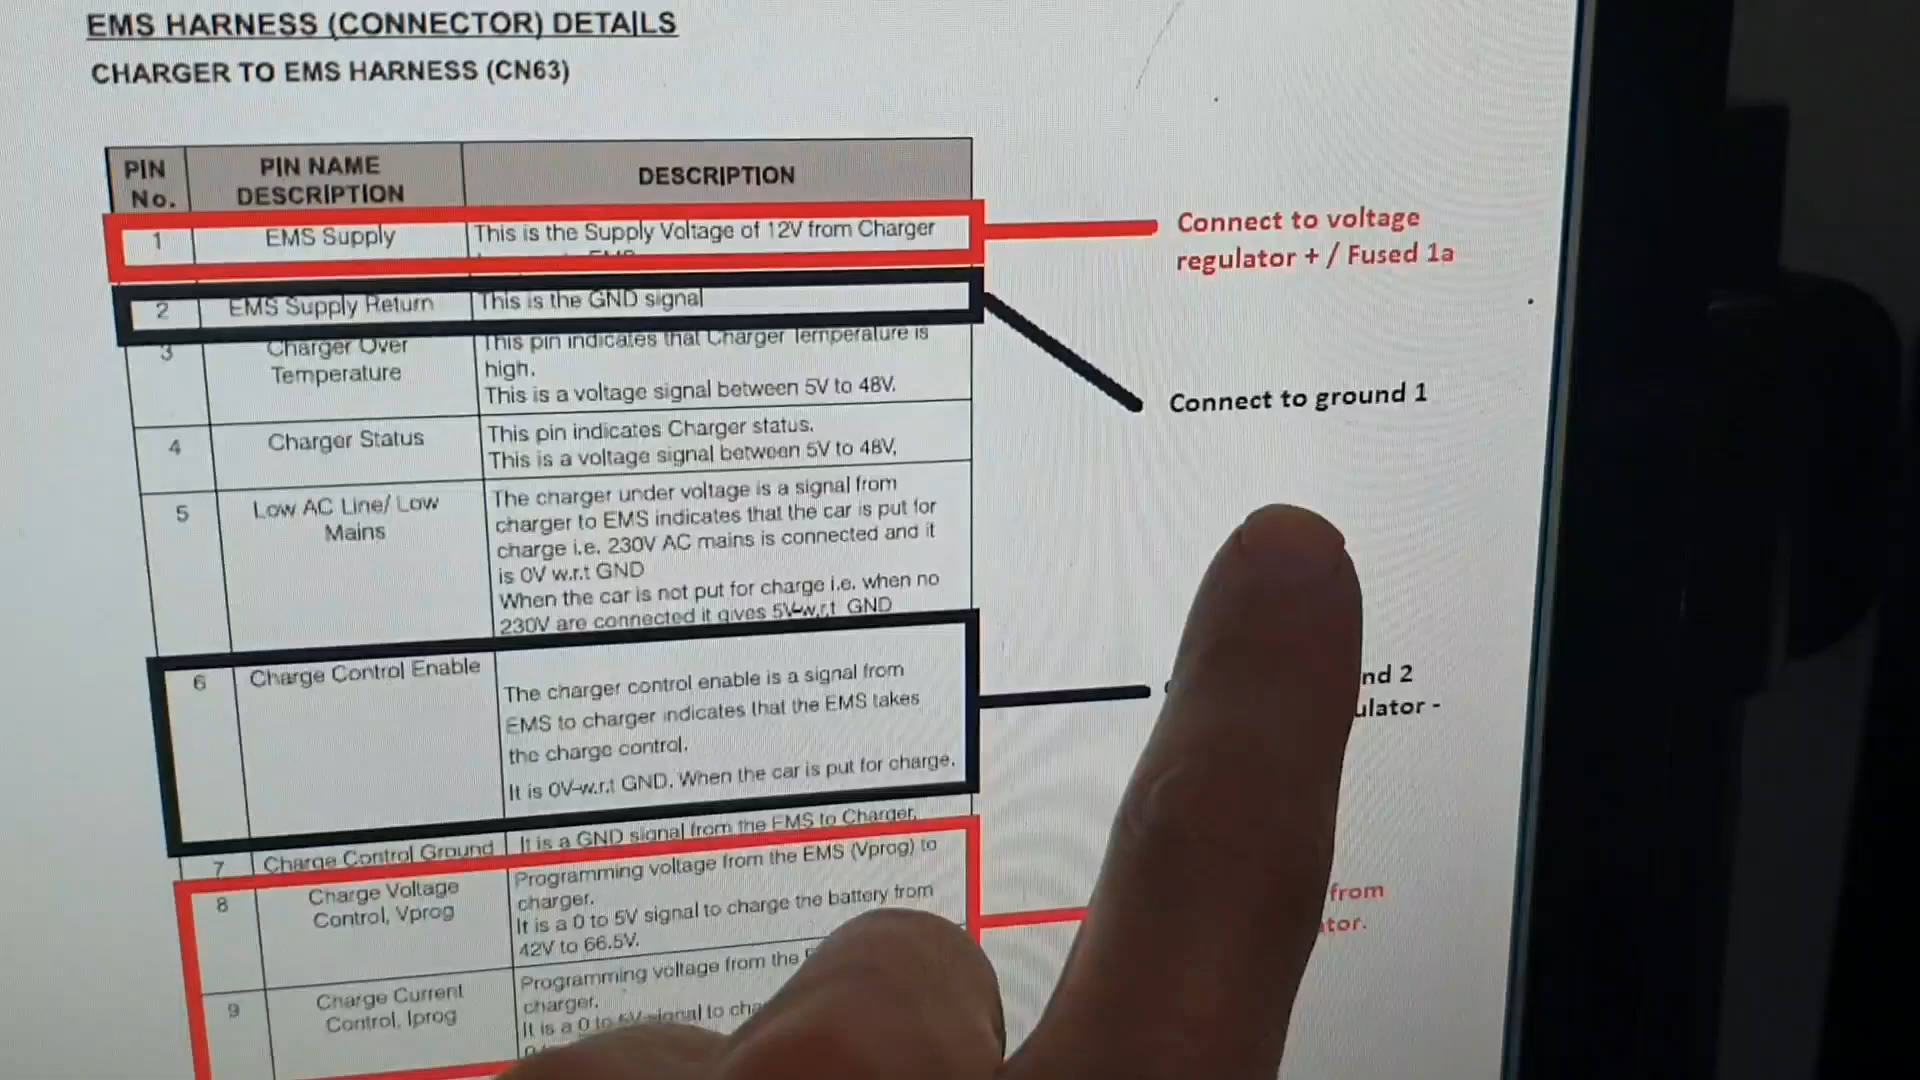 EMS HARNESS (CONNECTOR) DETAILS
CHARGER TO EMS HARNESS (CN63)
PIN No.
PIN NAME DESCRIPTION
DESCRIPTION
1
EMS Supply
This is the Supply Voltage of 12V from Charger
Connect to voltage
regulator + / Fused 1a
2
EMS Supply Return
This is the GND signal
Connect to ground 1
3
Charger Over
Temperature
This pin indicates that Charger Temperature is
high.
This is a voltage signal between 5V to 48V.
4
Charger Status
This pin indicates Charger status.
This is a voltage signal between 5V to 48V,
5
Low AC Line/ Low
Mains
The charger under voltage is a signal from
charger to EMS indicates that the car is put for
charge i.e. 230V AC mains is connected and it
is 0V w.r.t GND
When the car is not put for charge i.e. when no
230V are connected it gives 5V w.r.t GND
6
Charge Control Enable
The charger control enable is a signal from
EMS to charger indicates that the EMS takes
the charge control.
It is 0V w.r.t GND. When the car is put for charge.
nd 2
ulator -
7
Charge Control Ground
It is a GND signal from the EMS to Charger.
8
Charge Voltage
Control, Vprog
Programming voltage from the EMS (Vprog) to
charger.
It is a 0 to 5V signal to charge the battery from
42V to 66.5V.
from
tor.
9
Charge Current
Control, Iprog
Programming voltage from the
charger.
It is a 0 to 5V signal to cha